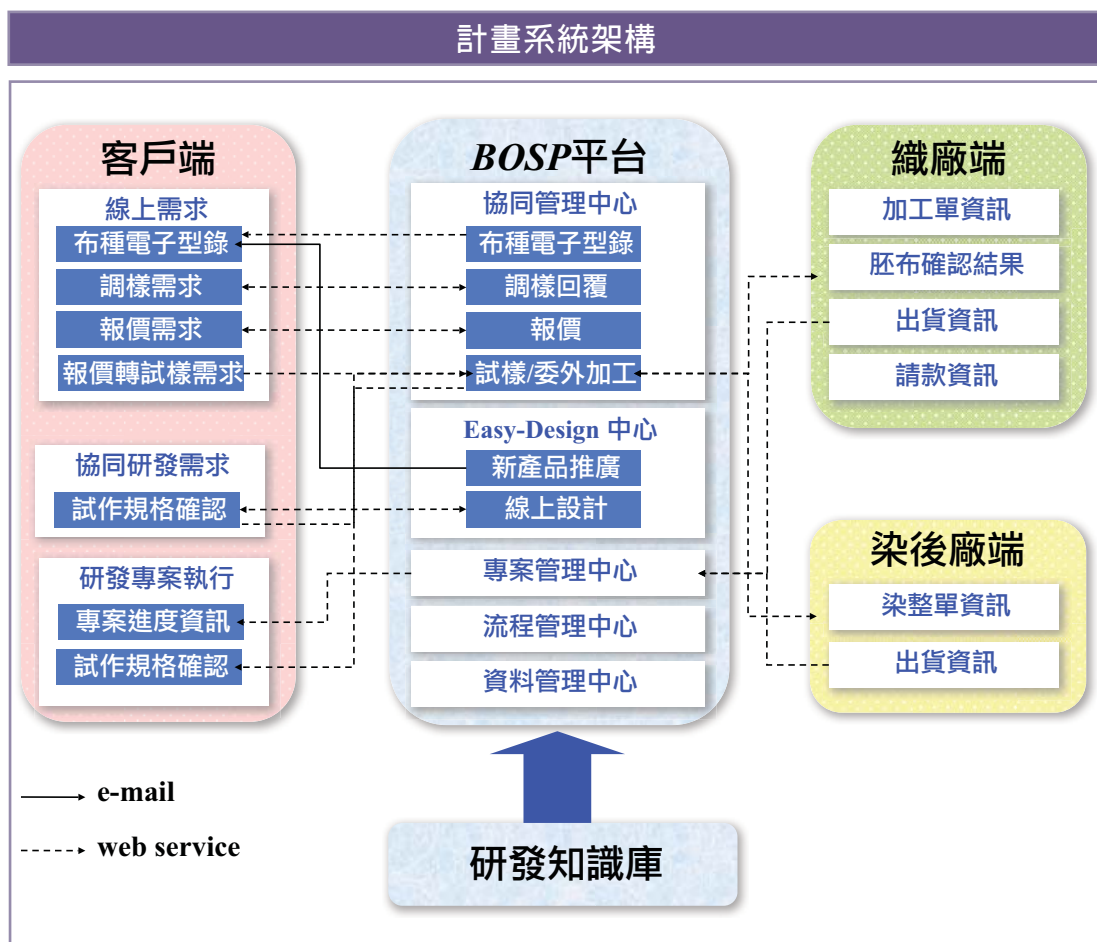 計畫系統架構
客戶端
線上需求
布種電子型錄
調樣需求
報價需求
報價轉試樣需求
協同研發需求
試作規格確認
研發專案執行
專案進度資訊
試作規格確認
BOSP平台
協同管理中心
布種電子型錄
調樣回覆
報價
試樣/委外加工
Easy-Design 中心
新產品推廣
線上設計
專案管理中心
流程管理中心
資料管理中心
織廠端
加工單資訊
胚布確認結果
出貨資訊
請款資訊
染後廠端
染整單資訊
出貨資訊
e-mail
web service
研發知識庫